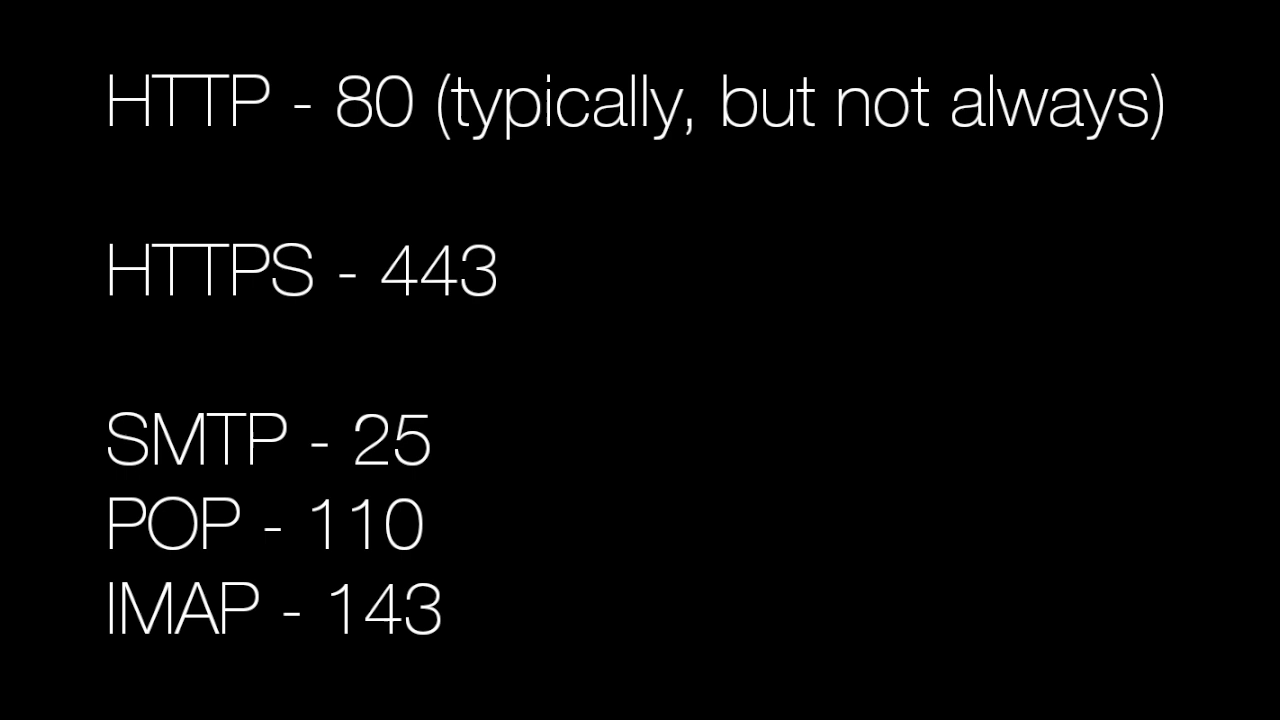 HTTP - 80 (typically, but not always)
HTTPS - 443
SMTP - 25
POP - 110
IMAP - 143